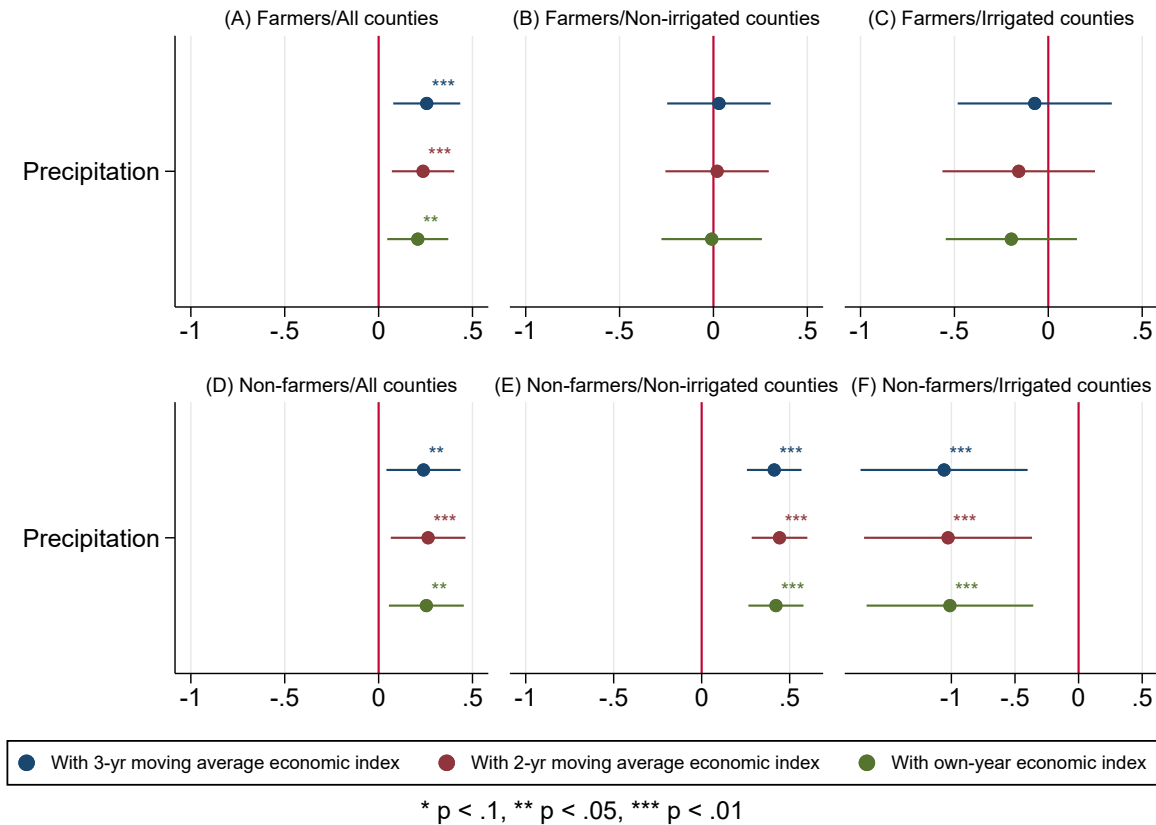 (A) Farmers/All counties
(B) Farmers/Non-irrigated counties
(C) Farmers/Irrigated counties
***
***
**
Precipitation
-1 -.5 0 .5
-1 -.5 0 .5
-1 -.5 0 .5
(D) Non-farmers/All counties
(E) Non-farmers/Non-irrigated counties
(F) Non-farmers/Irrigated counties
**
***
**
***
***
***
***
***
***
Precipitation
-1 -.5 0 .5
-1 -.5 0 .5
-1 -.5 0 .5
With 3-yr moving average economic index
With 2-yr moving average economic index
With own-year economic index
* p < .1, ** p < .05, *** p < .01